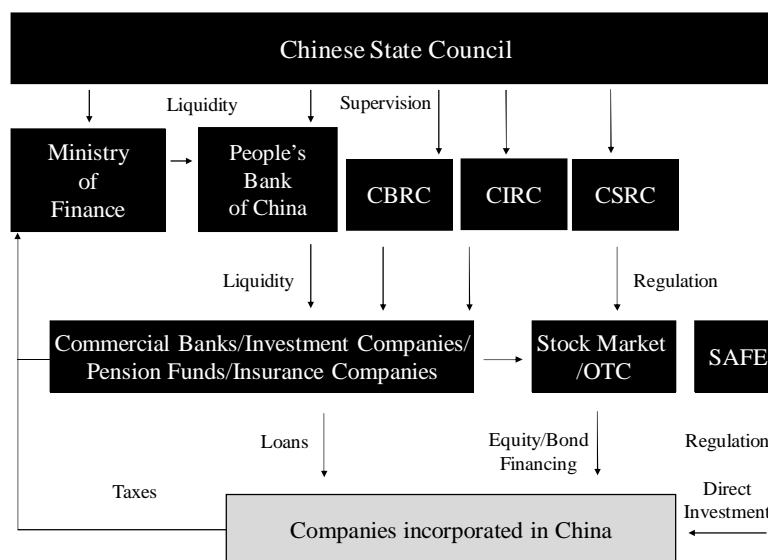 Chinese State Council
Liquidity
Supervision
Ministry
of
Finance
People’s
Bank
of China
CBRC
CIRC
CSRC
Liquidity
Regulation
Commercial Banks/Investment Companies/
Pension Funds/Insurance Companies
Stock Market
/OTC
SAFE
Loans
Equity/Bond
Financing
Regulation
Taxes
Direct
Investment
Companies incorporated in China